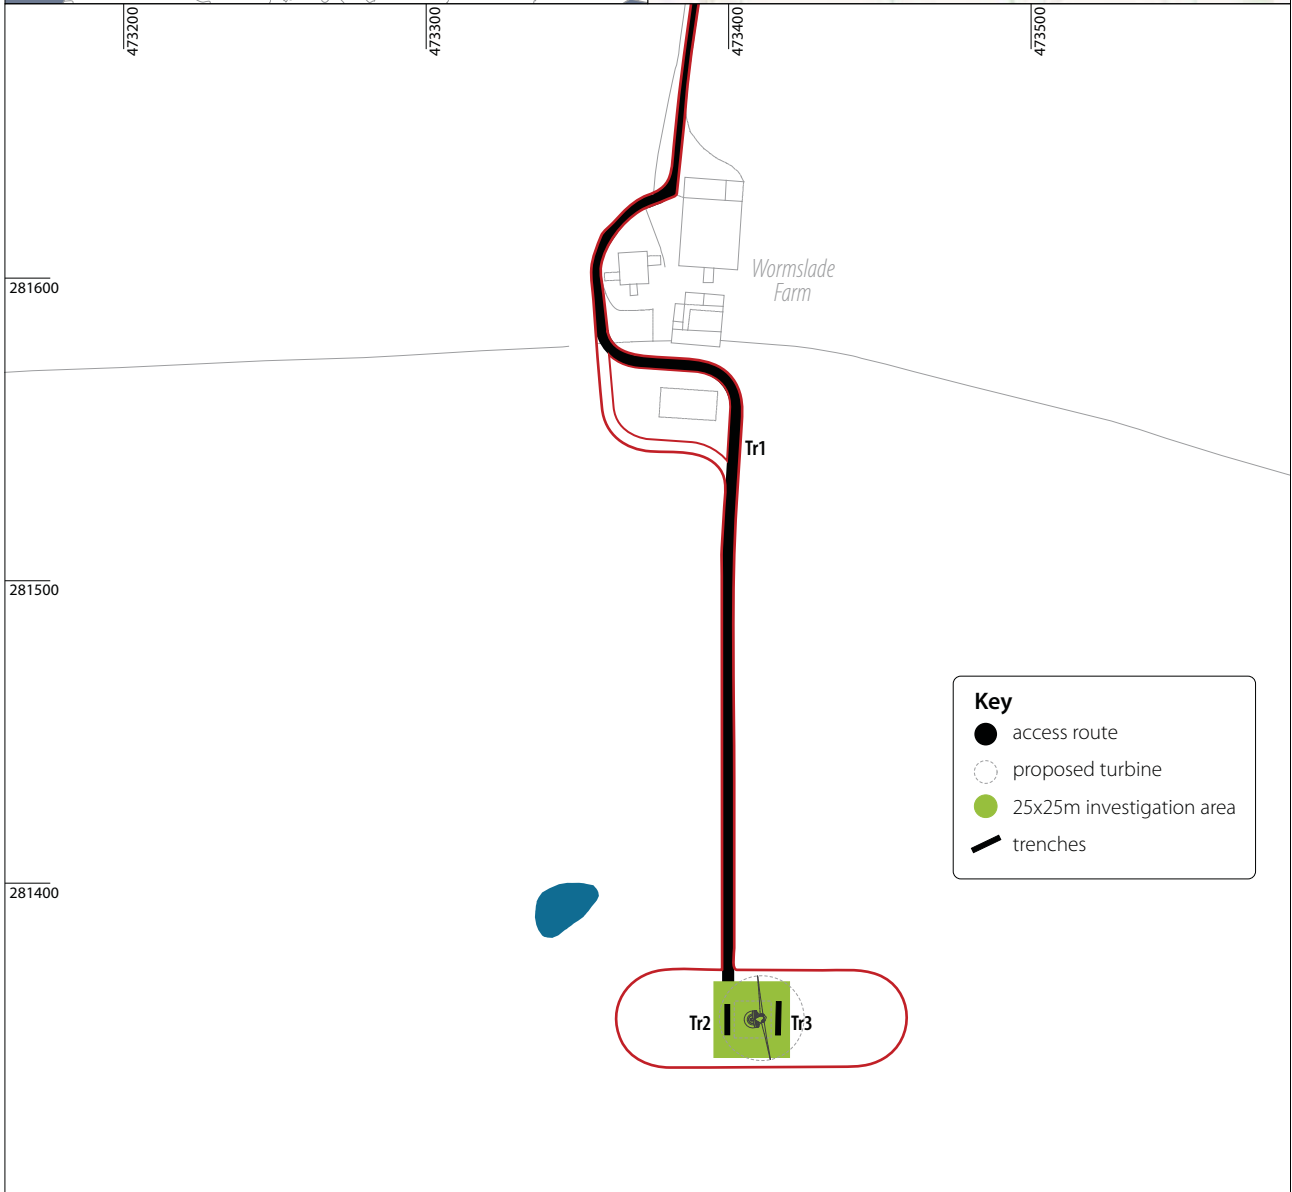 473200
473300
473400
473500
Wormslade
Farm
281600
Tr1
281500
Key
access route
proposed turbine
25x25m investigation area
trenches
281400
Tr2
Tr3